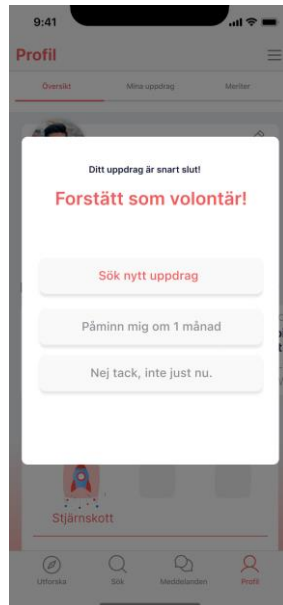 9:41
Profil
Översikt
Mina uppdrag
Meriter
Ditt uppdrag är snart slut!
Forstätt som volontär!
Sök nytt uppdrag
Påminn mig om 1 månad
Nej tack, inte just nu.
Stjärnskott
Utforska
Sök
Meddelanden
Profil